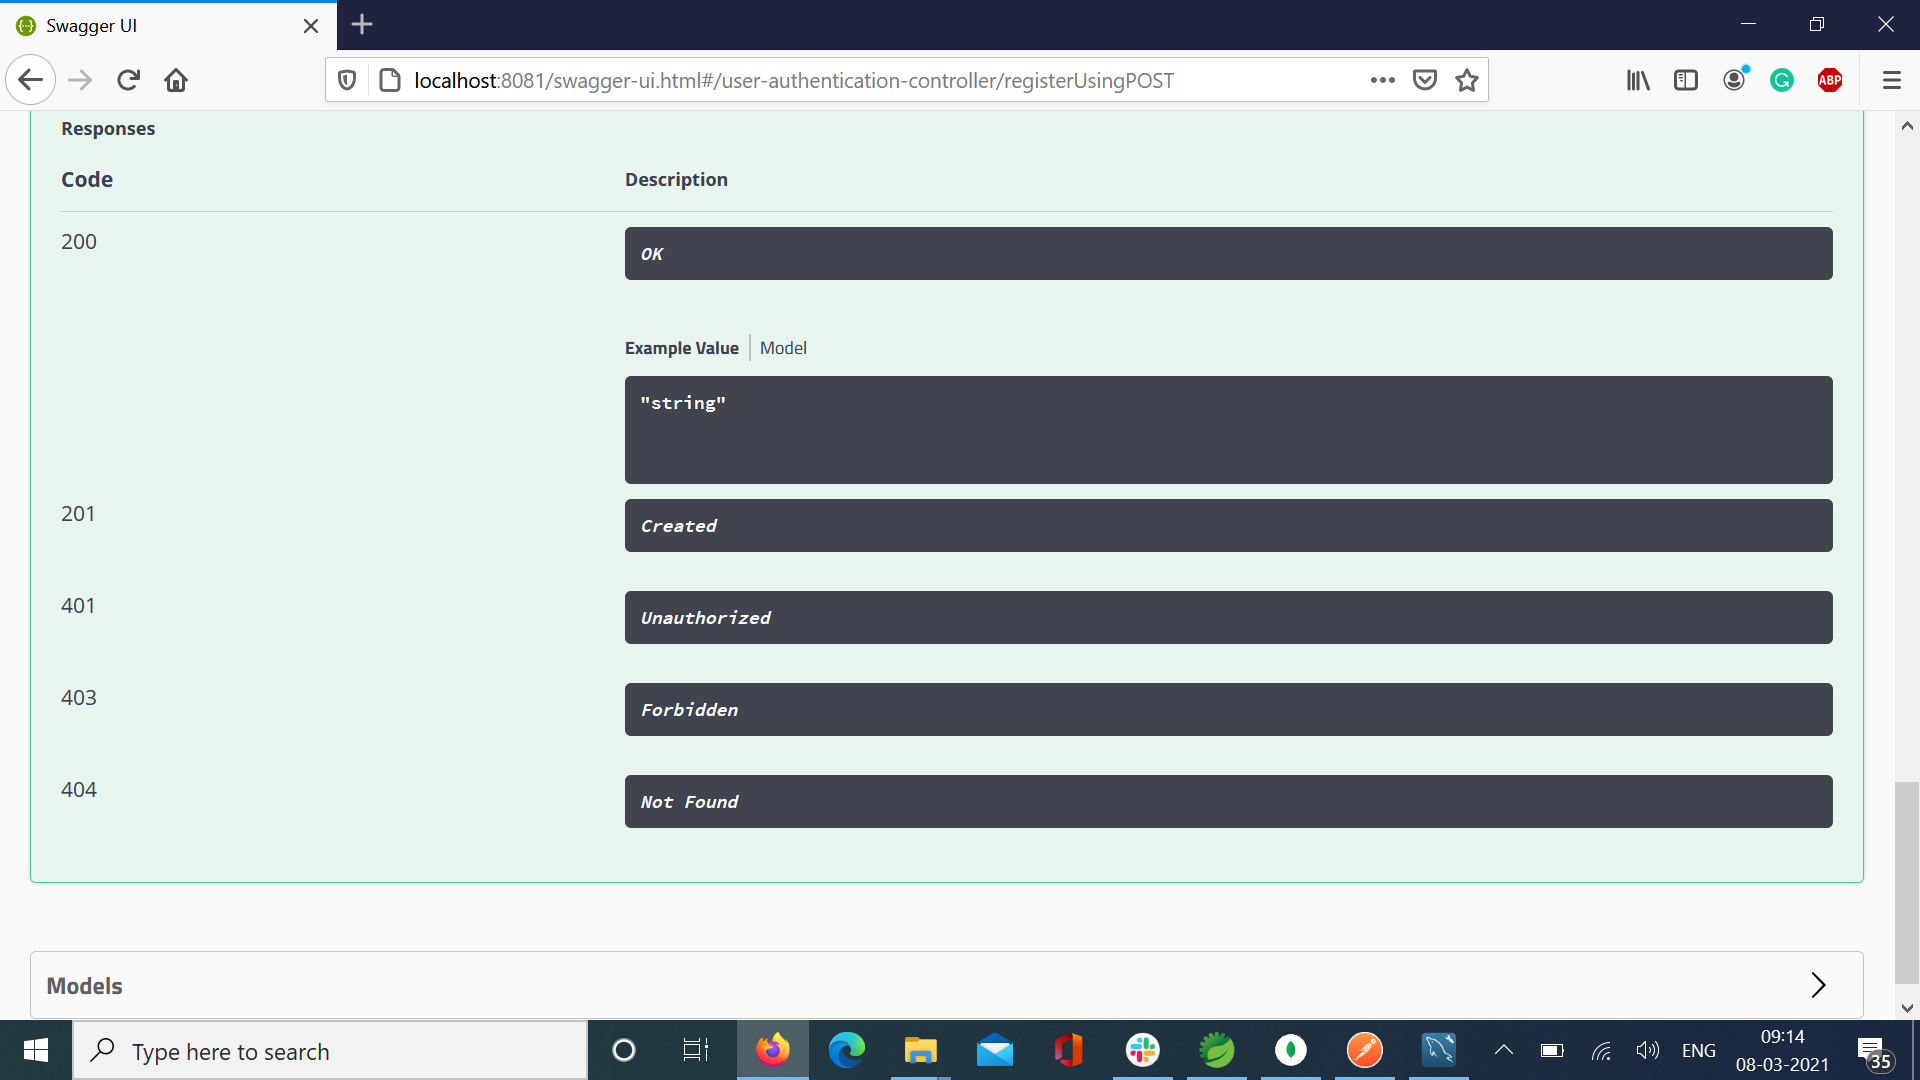 Swagger UI
localhost:8081/swagger-ui.html#/user-authentication-controller/registerUsingPOST
ABP
Responses
Code Description
200 OK
Example Value Model
"string"
201 Created
401 Unauthorized
403 Forbidden
404 Not Found
Models
Type here to search
ENG
09:14
08-03-2021
35